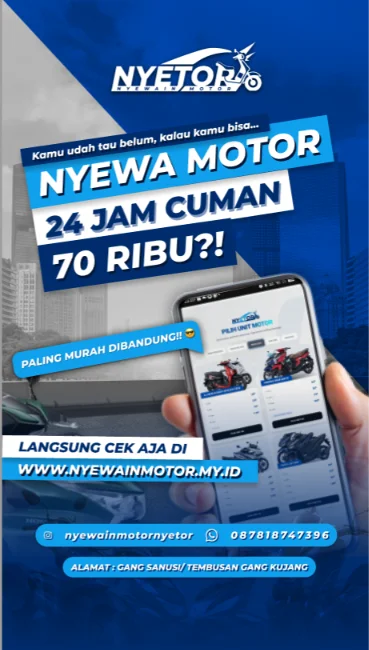 NYETOR
NYEWAIN MOTOR
Kamu udah tau belum, kalau kamu bisa...
NYEWA MOTOR
24 JAM CUMAN
70 RIBU?!
PILIH UNIT MOTOR
PALING MURAH DIBANDUNG!! 😎
LANGSUNG CEK AJA DI
WWW.NYEWAINMOTOR.MY.ID
nyewainmotornyetor 087818747396
ALAMAT : GANG SANUSI/ TEMBUSAN GANG KUJANG